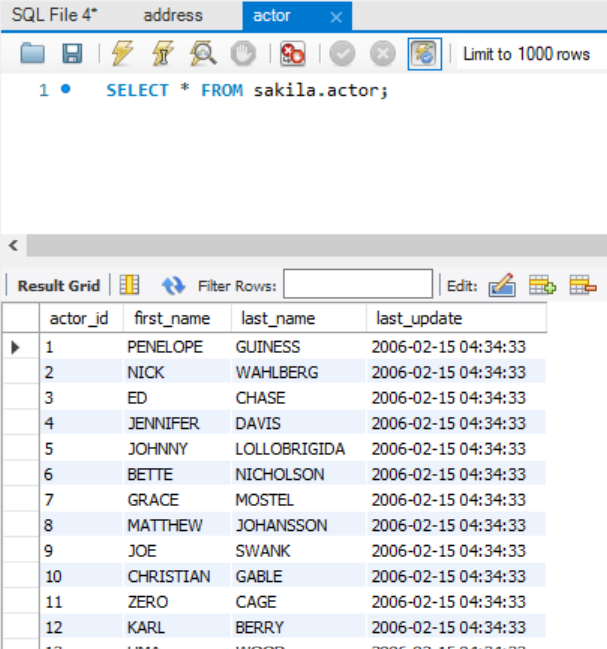 SQL File 4* address actor
Limit to 1000 rows
1 SELECT * FROM sakila.actor;
Result Grid Filter Rows: Edit:
actor_id first_name last_name last_update
1 PENELOPE GUINESS 2006-02-15 04:34:33
2 NICK WAHLBERG 2006-02-15 04:34:33
3 ED CHASE 2006-02-15 04:34:33
4 JENNIFER DAVIS 2006-02-15 04:34:33
5 JOHNNY LOLLOBRIGIDA 2006-02-15 04:34:33
6 BETTE NICHOLSON 2006-02-15 04:34:33
7 GRACE MOSTEL 2006-02-15 04:34:33
8 MATTHEW JOHANSSON 2006-02-15 04:34:33
9 JOE SWANK 2006-02-15 04:34:33
10 CHRISTIAN GABLE 2006-02-15 04:34:33
11 ZERO CAGE 2006-02-15 04:34:33
12 KARL BERRY 2006-02-15 04:34:33